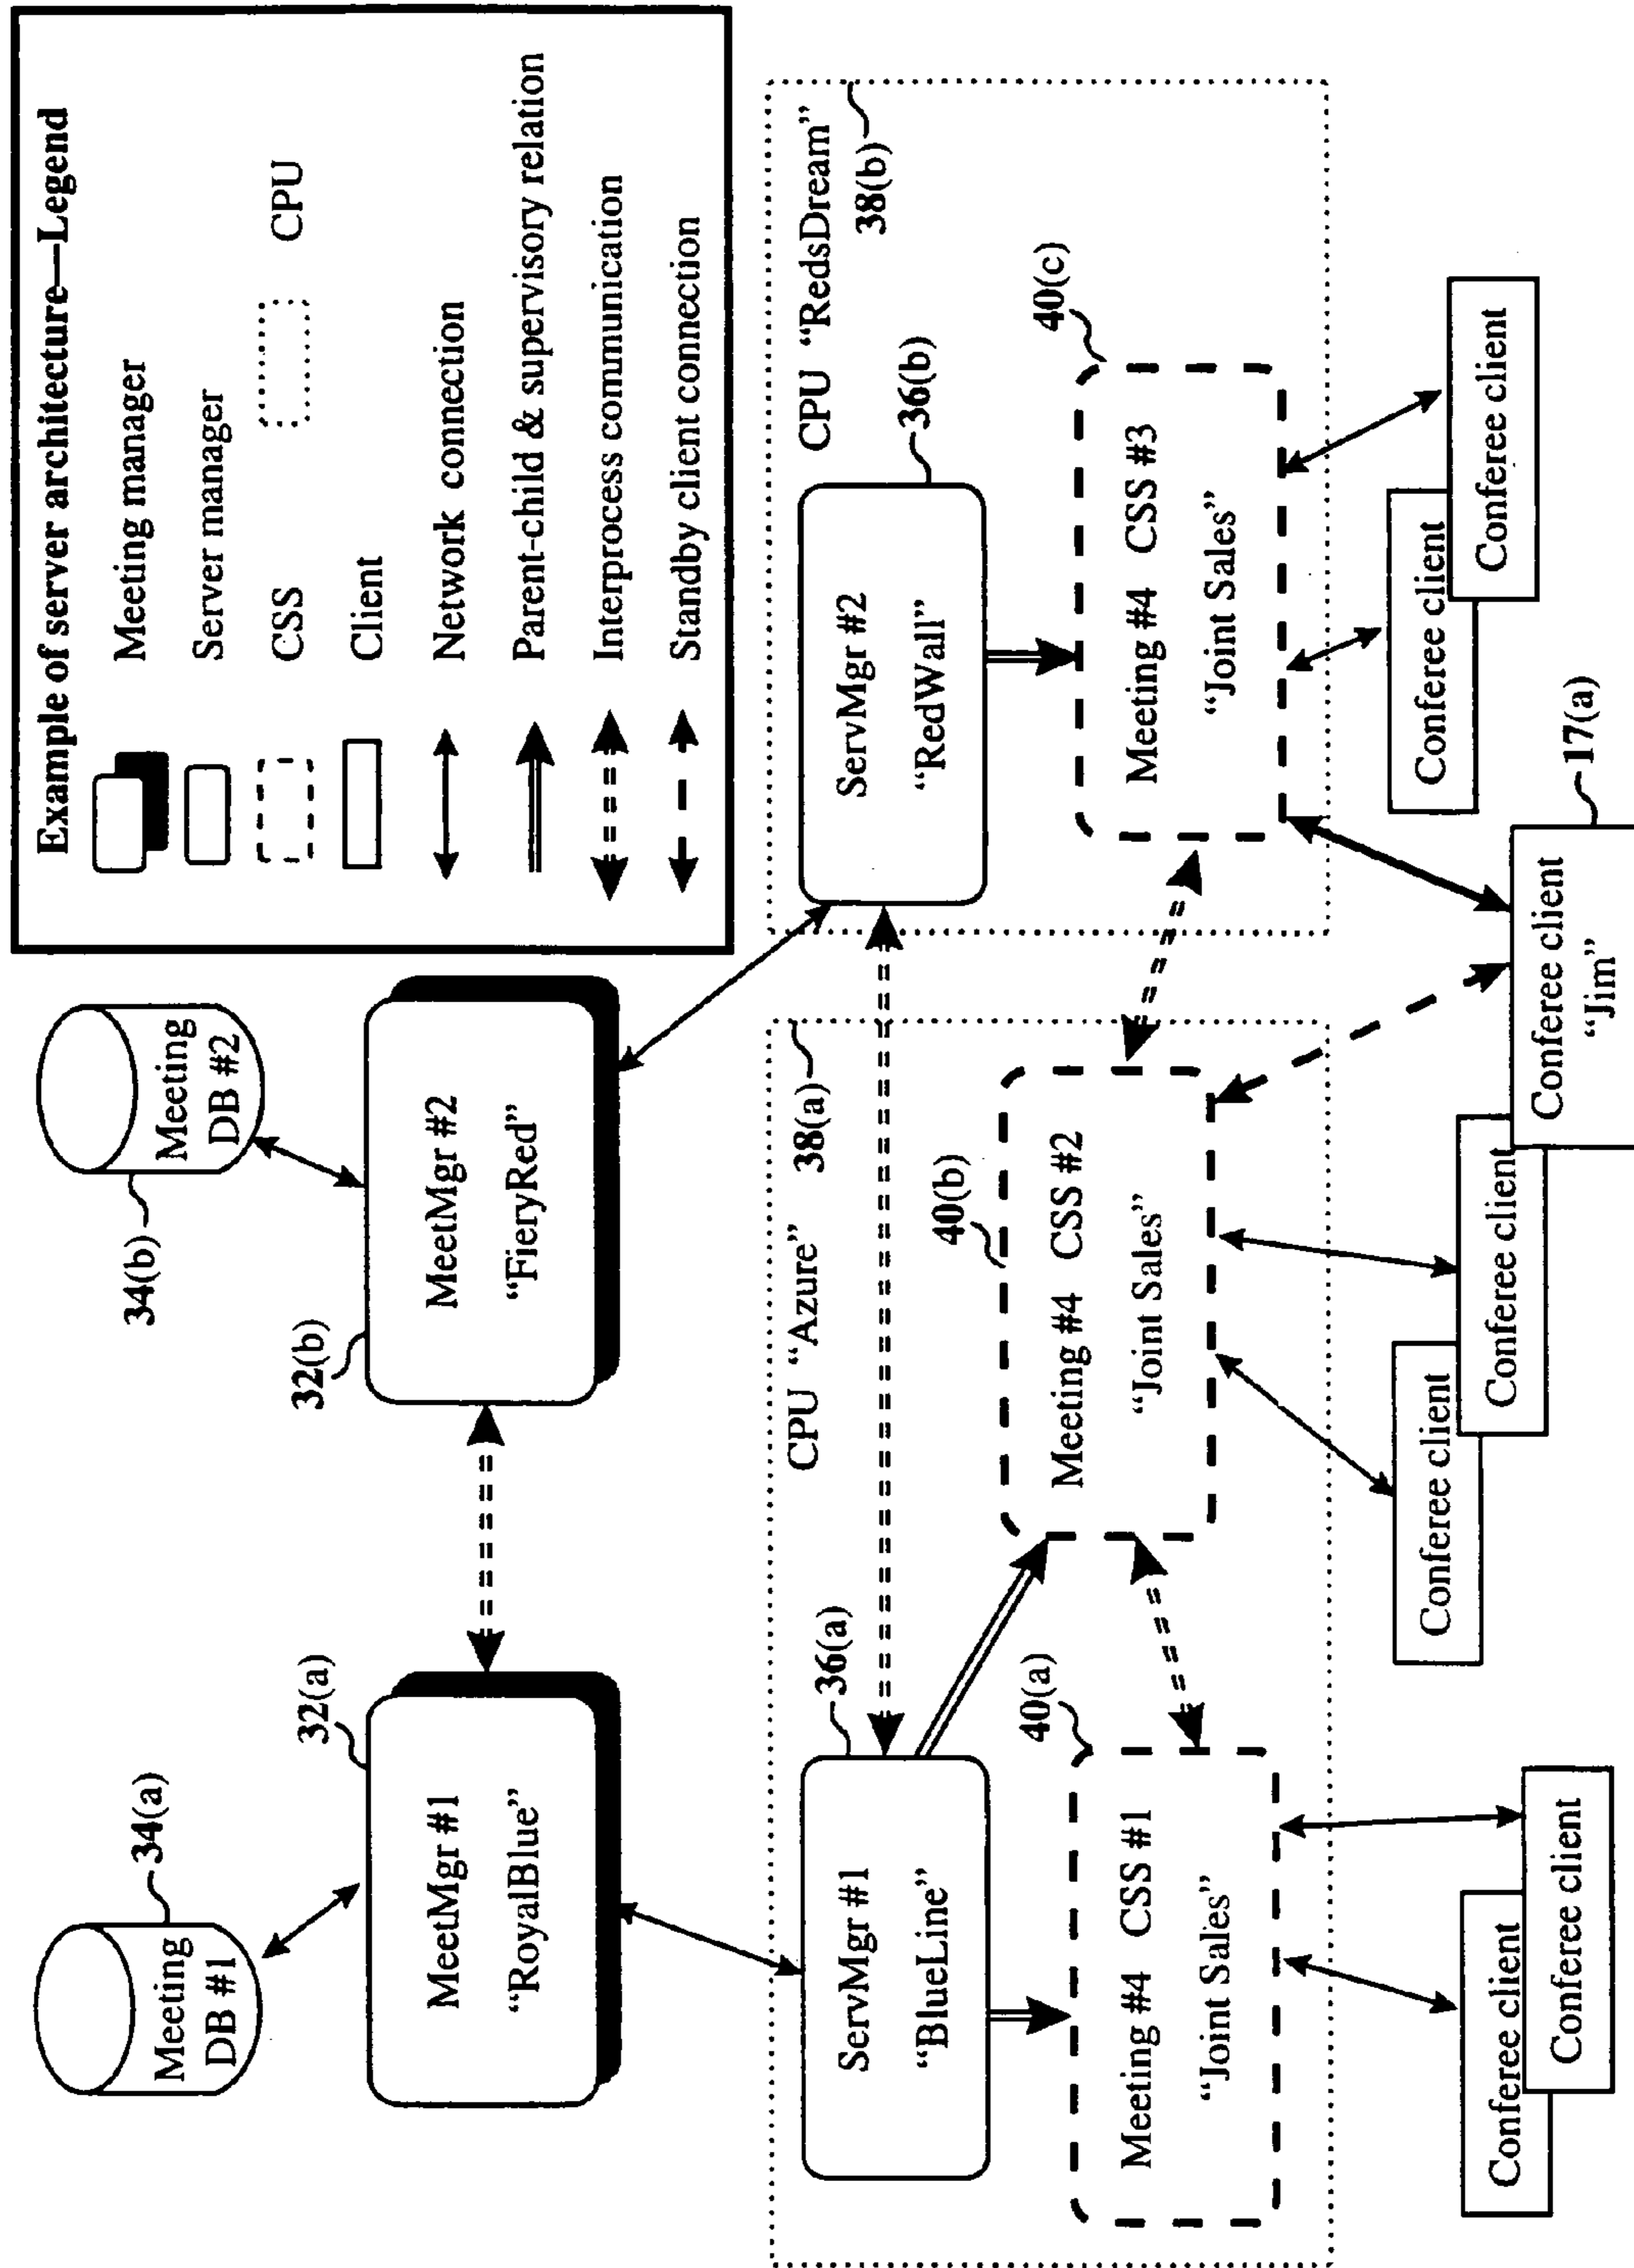 Example of server architecture—Legend
Meeting manager
Server manager
CSS
CPU
Client
Network connection
Parent-child & supervisory relation
Interprocess communication
Standby client connection
34(a)
Meeting
DB #1
34(b)
Meeting
DB #2
32(a)
MeetMgr #1
“RoyalBlue”
32(b)
MeetMgr #2
“FieryRed”
CPU “Azure”
38(a)
CPU “RedsDream”
38(b)
36(a)
ServMgr #1
“BlueLine”
36(b)
ServMgr #2
“RedWall”
40(a)
Meeting #4 CSS #1
“Joint Sales”
40(b)
Meeting #4 CSS #2
“Joint Sales”
40(c)
Meeting #4 CSS #3
“Joint Sales”
Conferee client
Conferee client
Conferee client
Conferee client
Conferee client
“Jim”
17(a)
Conferee client
Conferee client